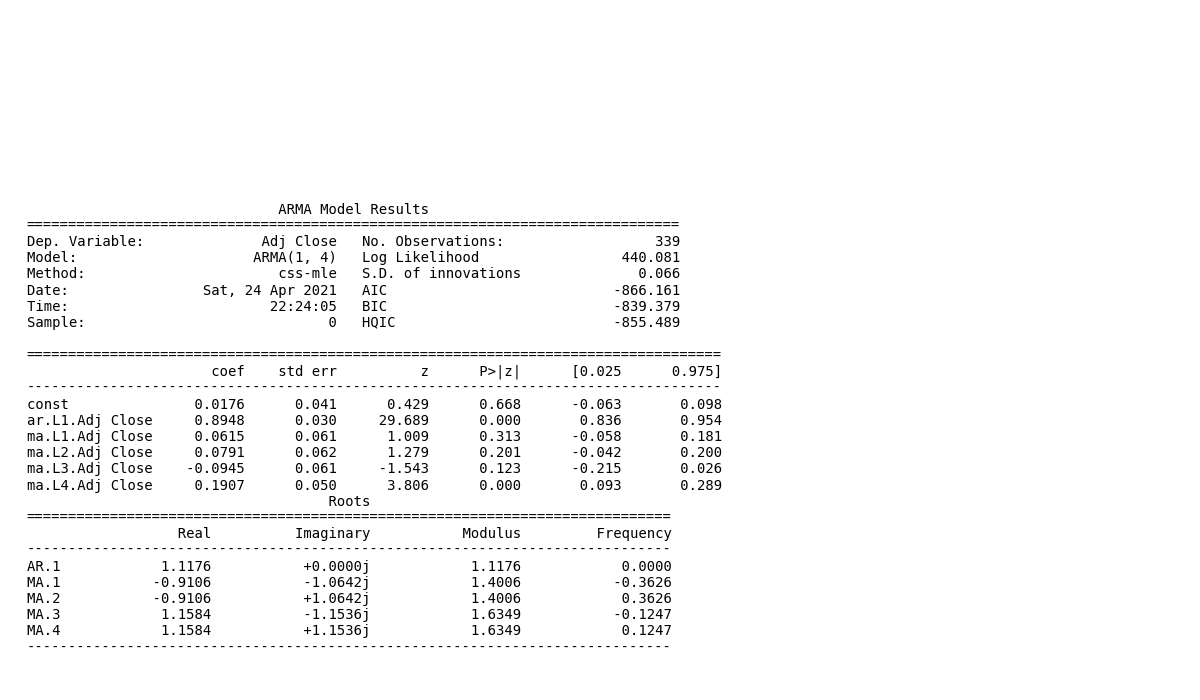 ARMA Model Results                              
==============================================================================
Dep. Variable:              Adj Close   No. Observations:                  339
Model:                     ARMA(1, 4)   Log Likelihood                 440.081
Method:                       css-mle   S.D. of innovations              0.066
Date:                Sat, 24 Apr 2021   AIC                           -866.161
Time:                        22:24:05   BIC                           -839.379
Sample:                             0   HQIC                          -855.489
===================================================================================
                      coef    std err          z      P>|z|      [0.025      0.975]
-----------------------------------------------------------------------------------
const               0.0176      0.041      0.429      0.668      -0.063       0.098
ar.L1.Adj Close     0.8948      0.030     29.689      0.000       0.836       0.954
ma.L1.Adj Close     0.0615      0.061      1.009      0.313      -0.058       0.181
ma.L2.Adj Close     0.0791      0.062      1.279      0.201      -0.042       0.200
ma.L3.Adj Close    -0.0945      0.061     -1.543      0.123      -0.215       0.026
ma.L4.Adj Close     0.1907      0.050      3.806      0.000       0.093       0.289
                                    Roots                                    
=============================================================================
                  Real          Imaginary           Modulus         Frequency
-----------------------------------------------------------------------------
AR.1            1.1176           +0.0000j            1.1176            0.0000
MA.1           -0.9106           -1.0642j            1.4006           -0.3626
MA.2           -0.9106           +1.0642j            1.4006            0.3626
MA.3            1.1584           -1.1536j            1.6349           -0.1247
MA.4            1.1584           +1.1536j            1.6349            0.1247
-----------------------------------------------------------------------------